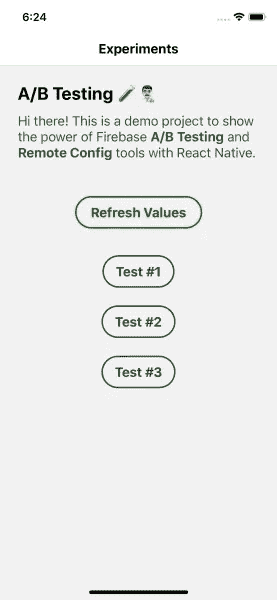 6:24
Experiments
A/B Testing 🧪 👨‍🔬
Hi there! This is a demo project to show
the power of Firebase A/B Testing and
Remote Config tools with React Native.
Refresh Values
Test #1
Test #2
Test #3